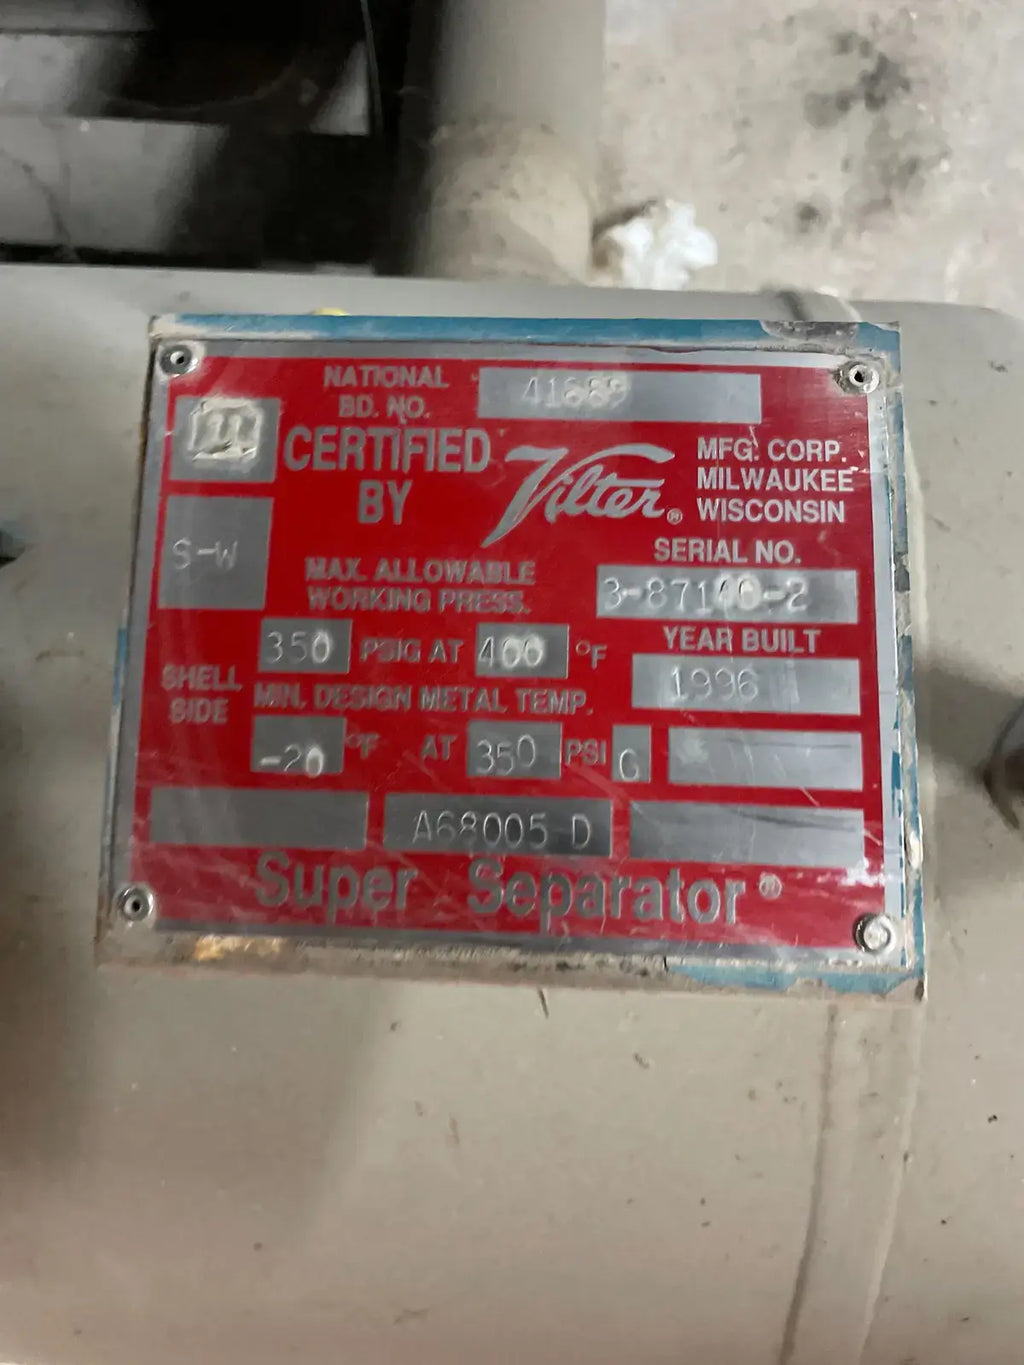 NATIONAL
BD. NO. 41689
CERTIFIED
BY
Vilter®
MFG. CORP.
MILWAUKEE
WISCONSIN
S-W
SERIAL NO.
MAX. ALLOWABLE
WORKING PRESS.
350 PSIG AT 400 °F
YEAR BUILT
1996
SHELL
SIDE
MIN. DESIGN METAL TEMP.
-20 °F AT 350 PSI G
A68005 D
Super Separator®